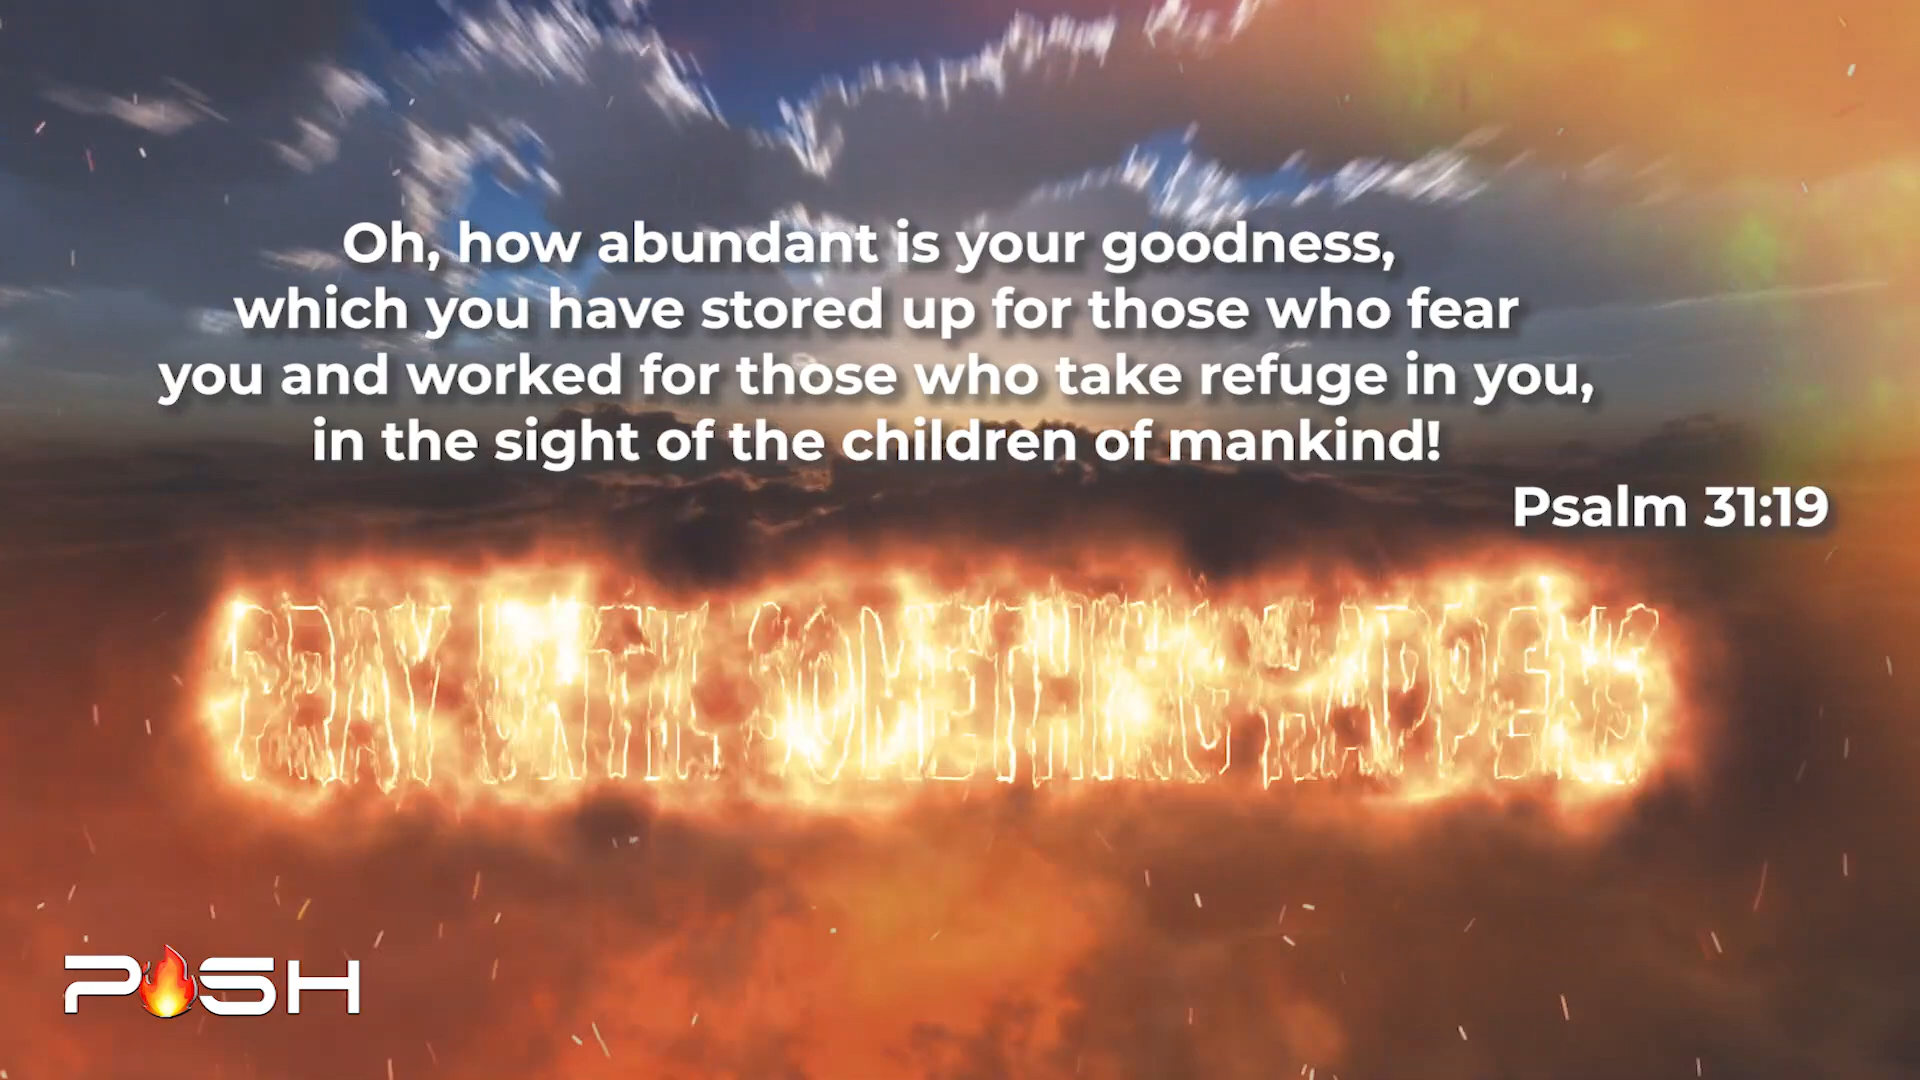 Oh, how abundant is your goodness,
which you have stored up for those who fear
you and worked for those who take refuge in you,
in the sight of the children of mankind!
Psalm 31:19
PRAY UNTIL SOMETHING HAPPENS
PUSH